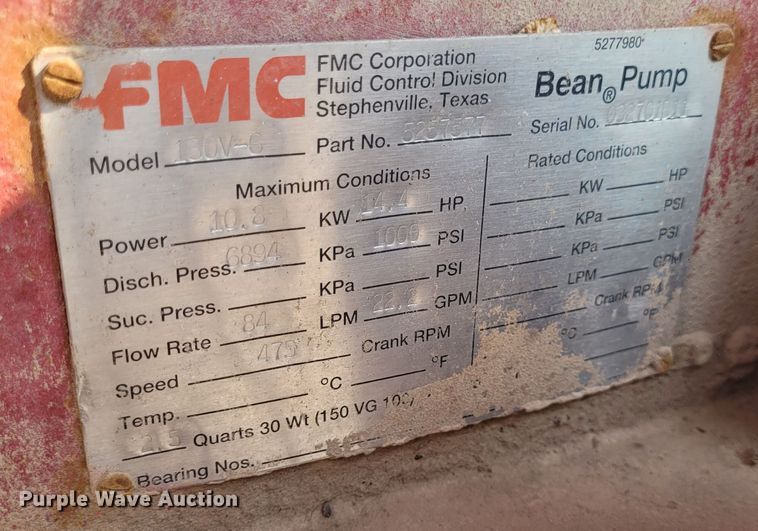 5277980
FMC
FMC Corporation
Fluid Control Division
Stephenville, Texas
Bean® Pump
Model Part No. Serial No.
Maximum Conditions Rated Conditions
Power 10.8 KW 14.4 HP KW HP
Disch. Press. 6894 KPa 1000 PSI KPa PSI
Suc. Press. KPa PSI KPa PSI
Flow Rate 84 LPM 22.2 GPM LPM GPM
Speed 475 Crank RPM Crank RPM
Temp. °C °F °C °F
2.5 Quarts 30 Wt (150 VG 100)
Bearing Nos.
Purple Wave Auction